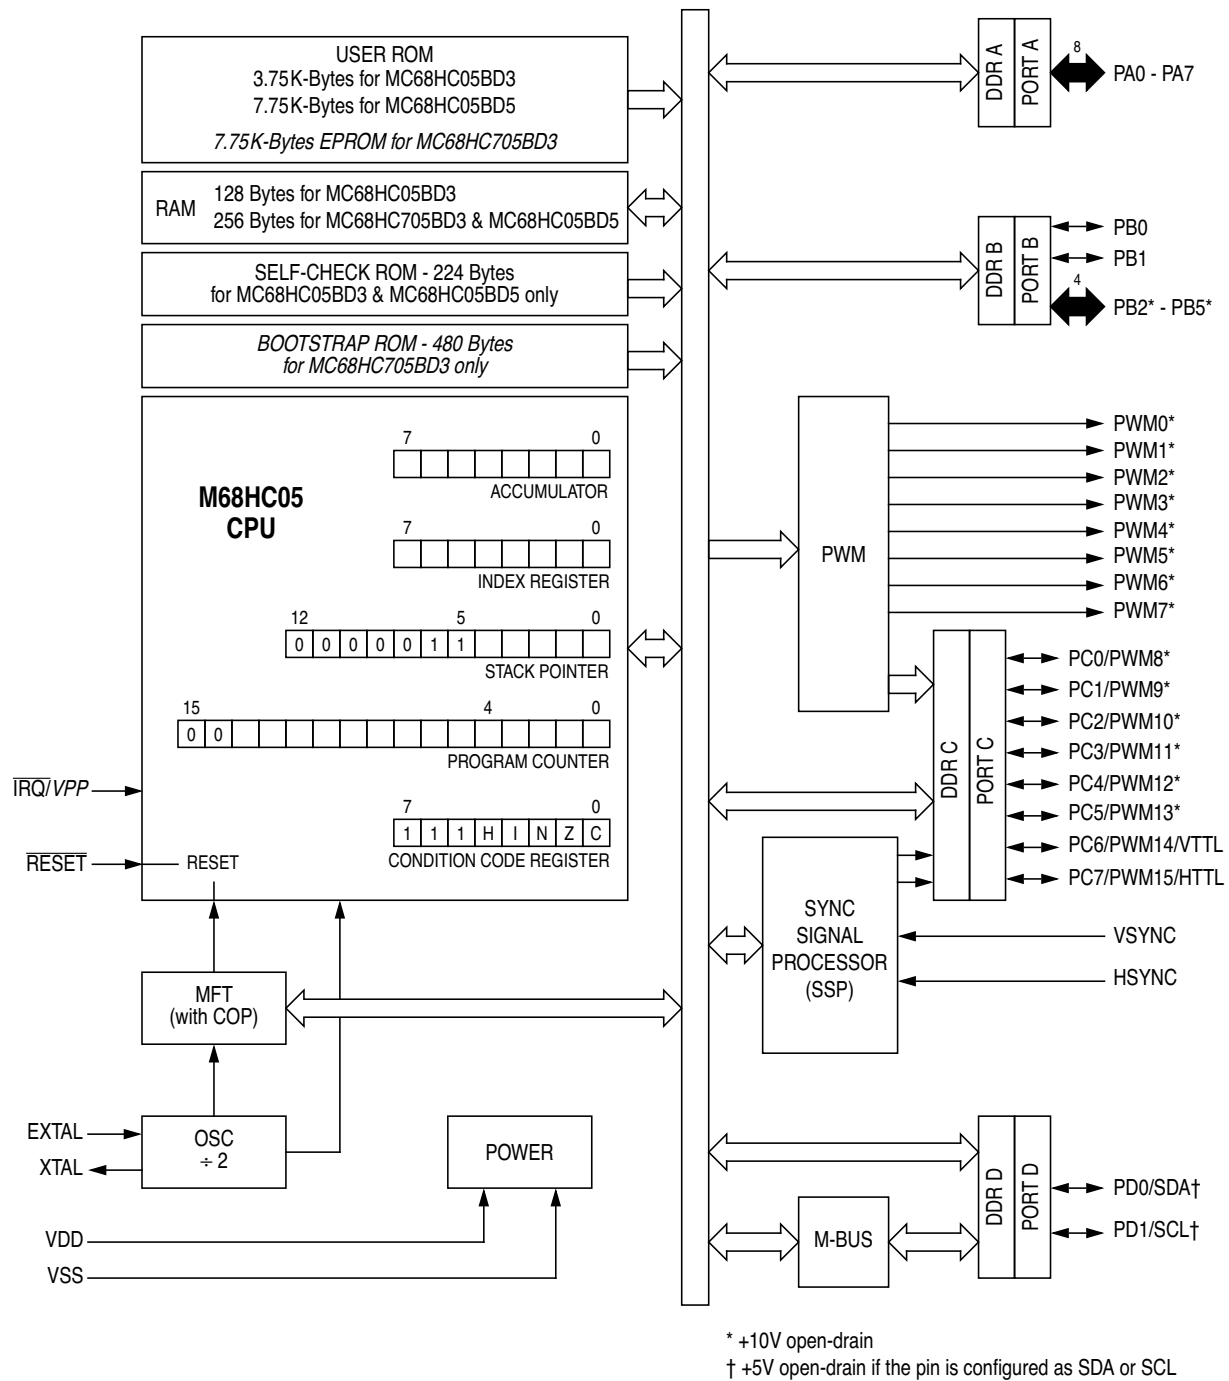 USER ROM
3.75K-Bytes for MC68HC05BD3
7.75K-Bytes for MC68HC05BD5
7.75K-Bytes EPROM for MC68HC705BD3
RAM
128 Bytes for MC68HC05BD3
256 Bytes for MC68HC705BD3 & MC68HC05BD5
SELF-CHECK ROM - 224 Bytes
for MC68HC05BD3 & MC68HC05BD5 only
BOOTSTRAP ROM - 480 Bytes
for MC68HC705BD3 only
M68HC05
CPU
7 0
ACCUMULATOR
7 0
INDEX REGISTER
12 5 0
0 0 0 0 0 1 1
STACK POINTER
15 4 0
0 0
PROGRAM COUNTER
7 0
1 1 1 H I N Z C
CONDITION CODE REGISTER
IRQ/VPP
RESET
RESET
MFT
(with COP)
EXTAL
XTAL
OSC
÷ 2
POWER
VDD
VSS
DDR A
PORT A
8
PA0 - PA7
DDR B
PORT B
PB0
PB1
4
PB2* - PB5*
PWM
PWM0*
PWM1*
PWM2*
PWM3*
PWM4*
PWM5*
PWM6*
PWM7*
DDR C
PORT C
PC0/PWM8*
PC1/PWM9*
PC2/PWM10*
PC3/PWM11*
PC4/PWM12*
PC5/PWM13*
PC6/PWM14/VTTL
PC7/PWM15/HTTL
SYNC
SIGNAL
PROCESSOR
(SSP)
VSYNC
HSYNC
DDR D
PORT D
M-BUS
PD0/SDA†
PD1/SCL†
* +10V open-drain
† +5V open-drain if the pin is configured as SDA or SCL